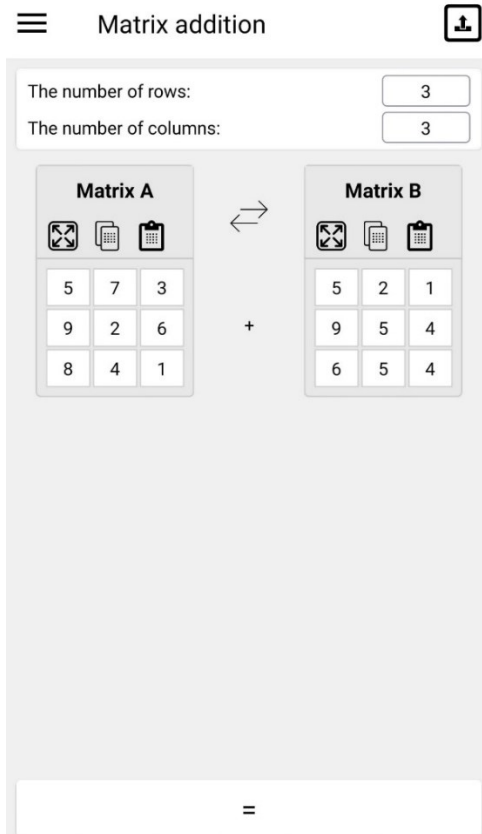 Matrix addition
The number of rows: 3
The number of columns: 3
Matrix A Matrix B
5 7 3 5 2 1
9 2 6 + 9 5 4
8 4 1 6 5 4
=